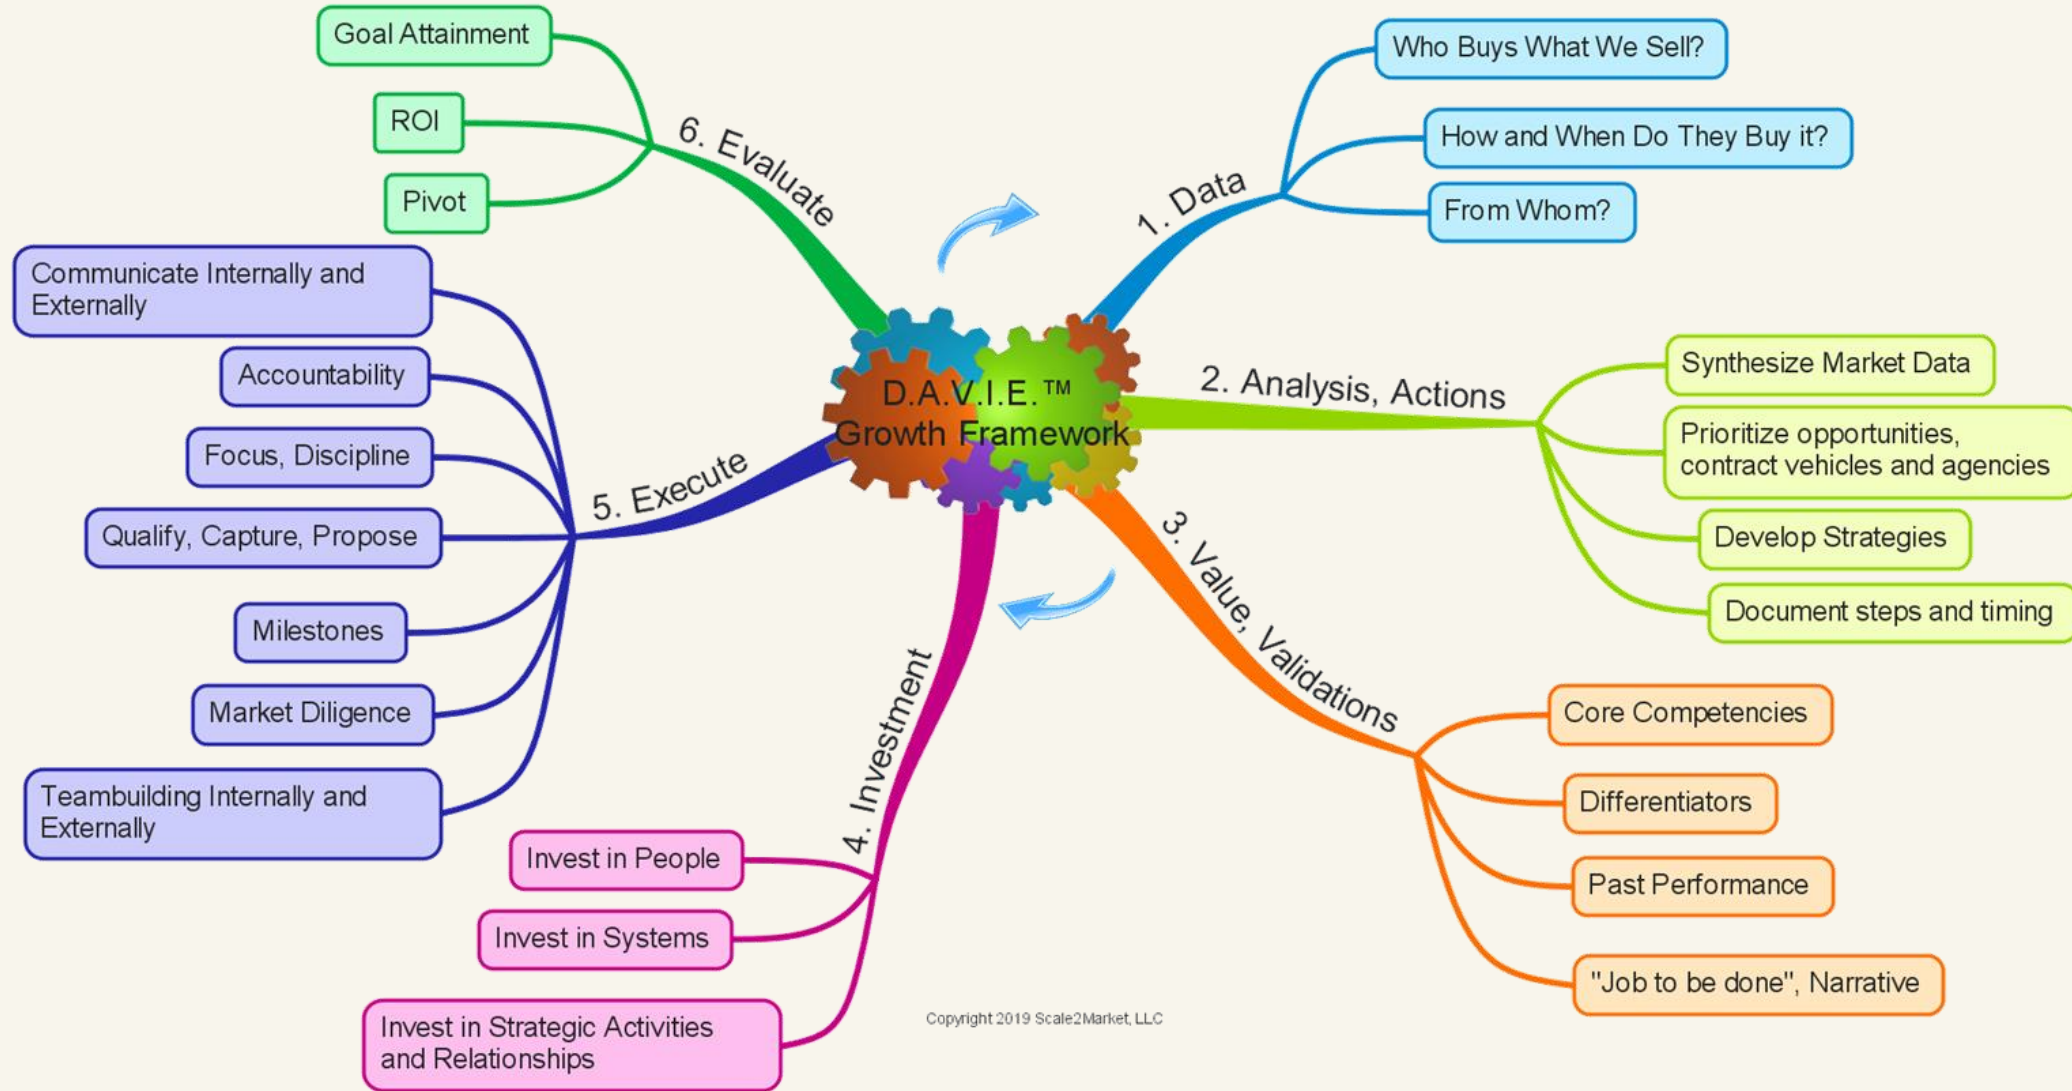 D.A.V.I.E.™
Growth Framework
1. Data
Who Buys What We Sell?
How and When Do They Buy it?
From Whom?
2. Analysis, Actions
Synthesize Market Data
Prioritize opportunities,
contract vehicles and agencies
Develop Strategies
Document steps and timing
3. Value, Validations
Core Competencies
Differentiators
Past Performance
"Job to be done", Narrative
4. Investment
Invest in People
Invest in Systems
Invest in Strategic Activities
and Relationships
5. Execute
Communicate Internally and
Externally
Accountability
Focus, Discipline
Qualify, Capture, Propose
Milestones
Market Diligence
Teambuilding Internally and
Externally
6. Evaluate
Goal Attainment
ROI
Pivot
Copyright 2019 Scale2Market, LLC